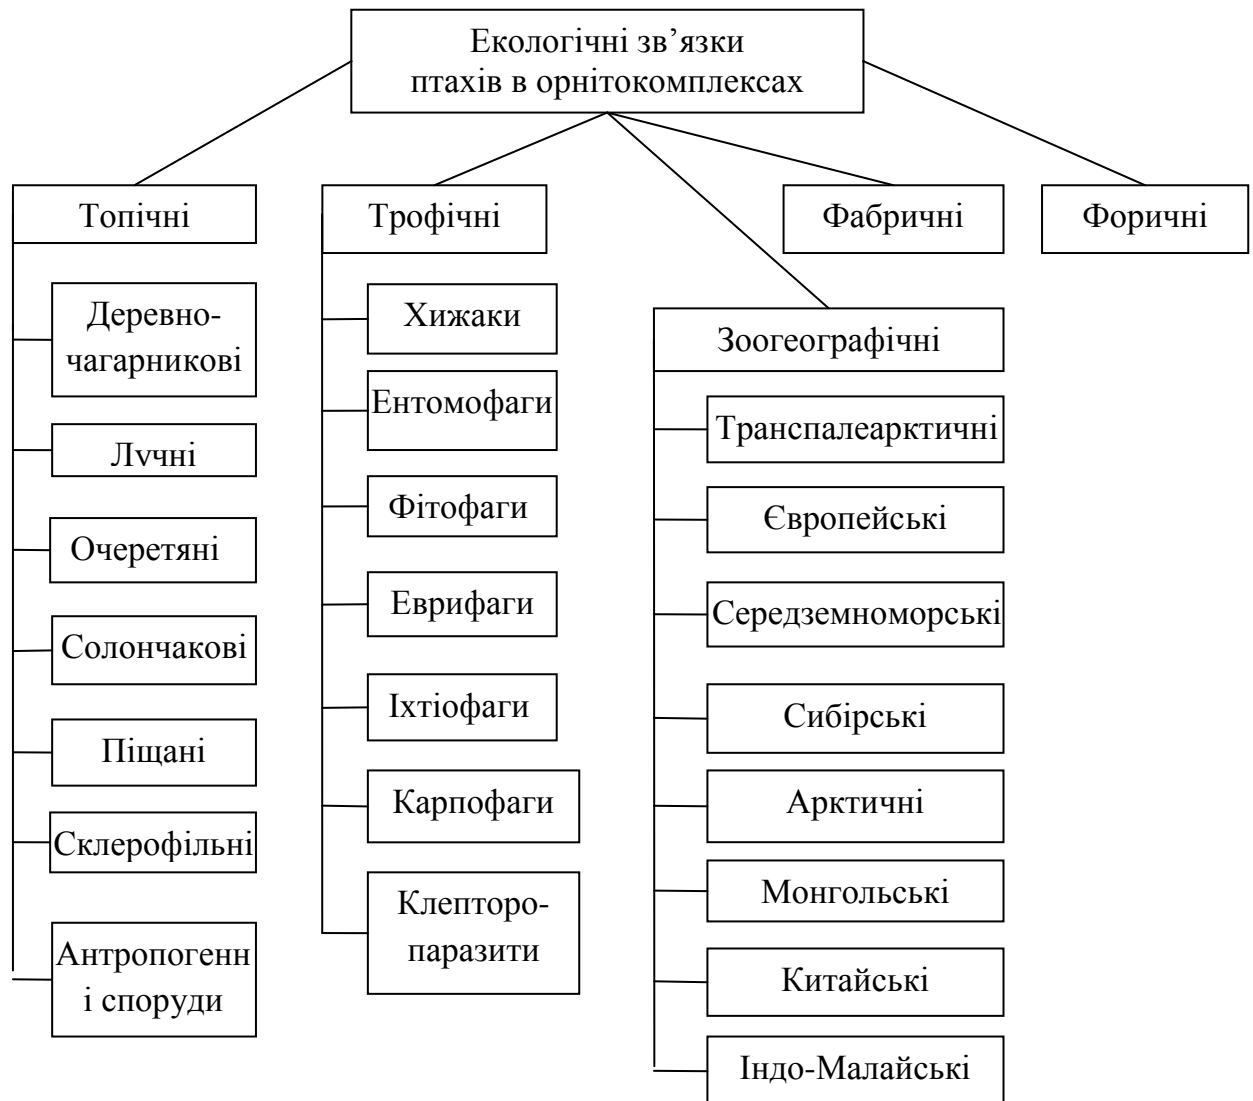 Екологічні зв’язки
птахів в орнітокомплексах
Топічні
Трофічні
Фабричні
Форичні
Деревно-
чагарникові
Лучні
Очеретяні
Солончакові
Піщані
Склерофільні
Антропогенн
і споруди
Хижаки
Ентомофаги
Фітофаги
Еврифаги
Іхтіофаги
Карпофаги
Клепторо-
паразити
Зоогеографічні
Транспалеарктичні
Європейські
Середземноморські
Сибірські
Арктичні
Монгольські
Китайські
Індо-Малайські